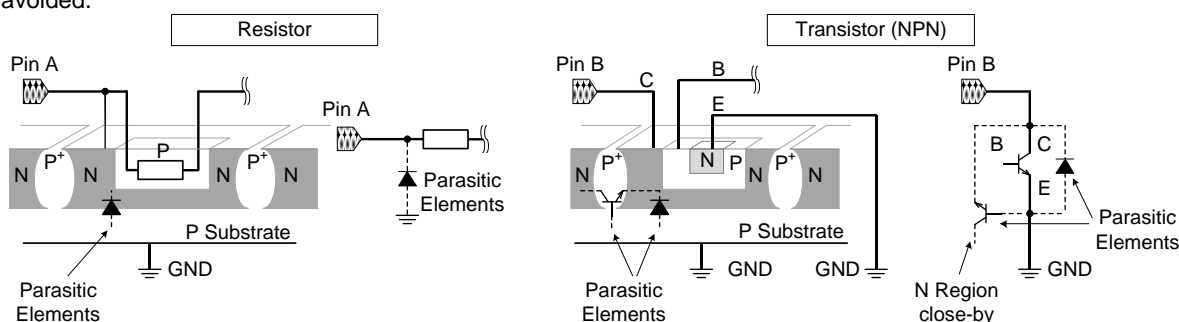 avoided.
Resistor
Transistor (NPN)
Pin A
Pin A
P
N
P+
N
N
P+
N
Parasitic
Elements
P Substrate
GND
Parasitic
Elements
Pin B
C
B
E
N
P+
N
P
N
P+
N
P Substrate
GND
GND
Parasitic
Elements
Pin B
B
C
E
Parasitic
Elements
GND
N Region
close-by